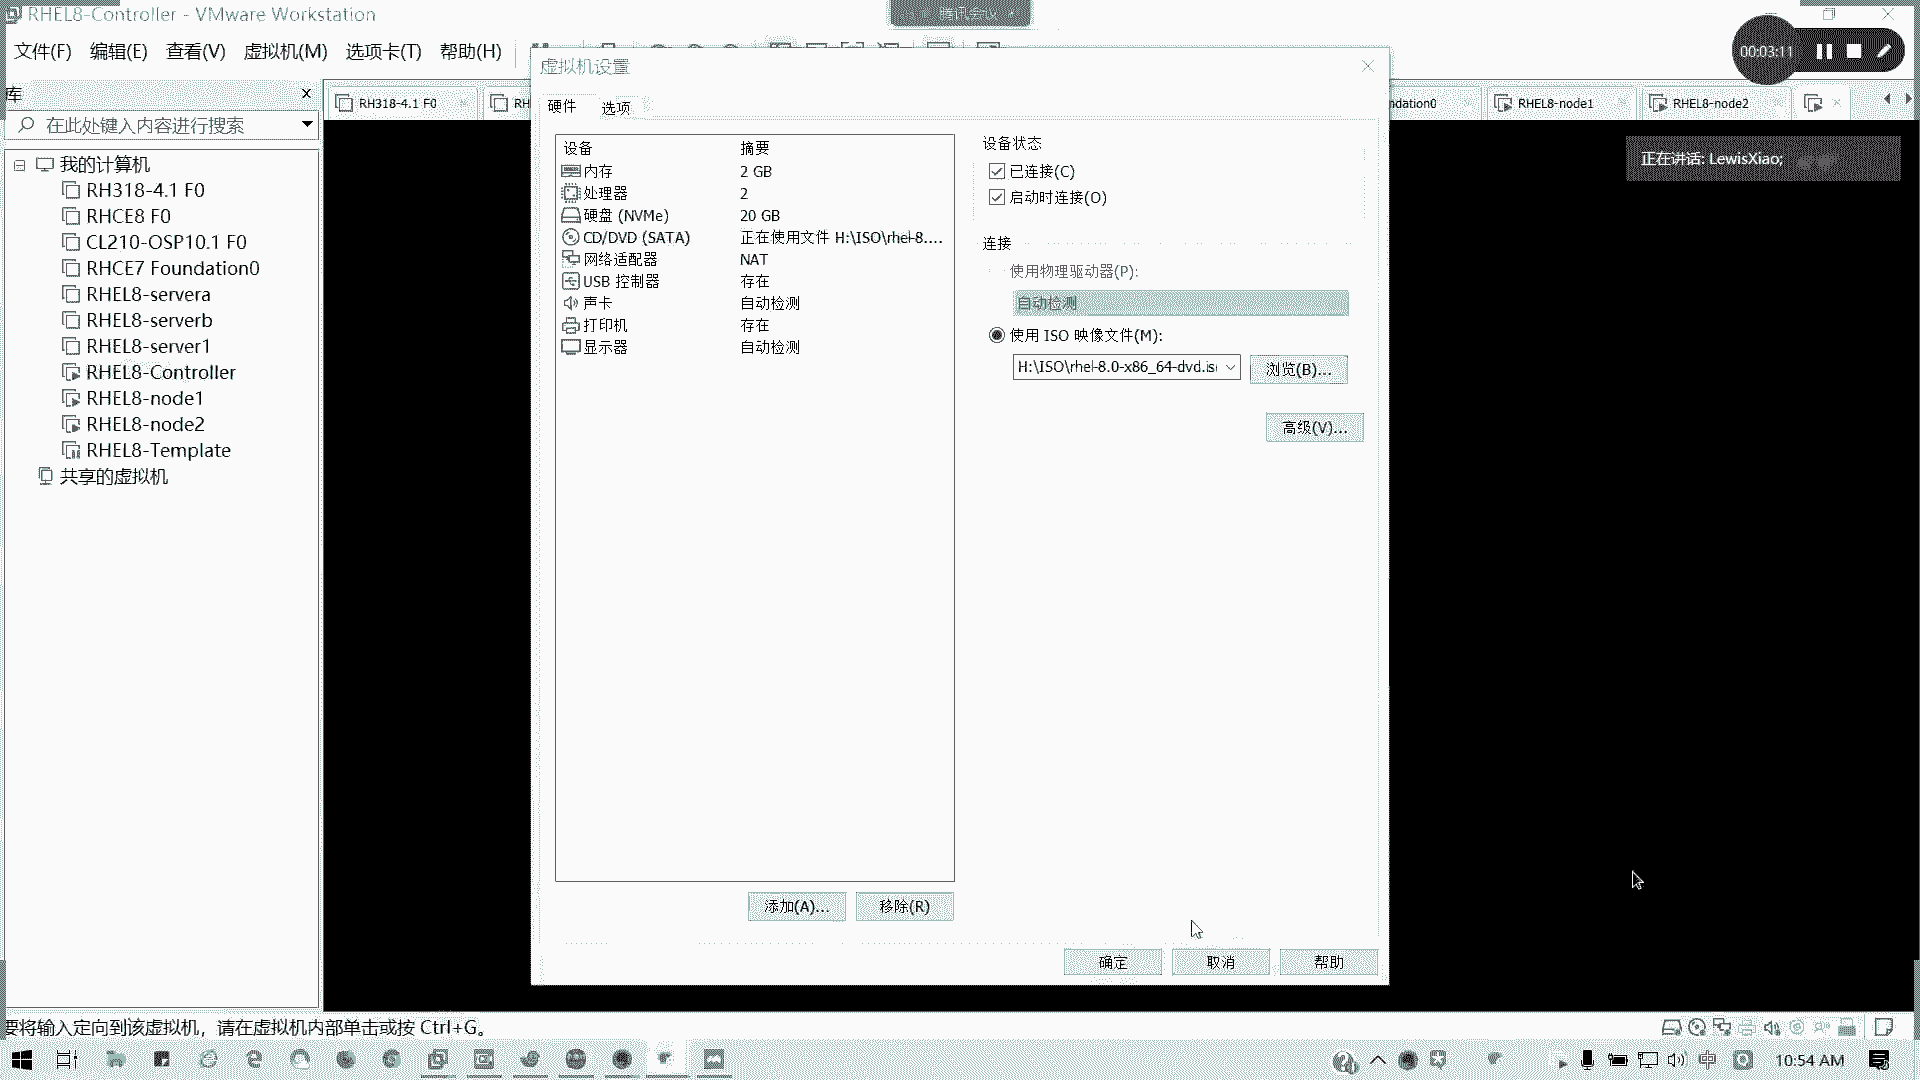 RHEL8-Controller - VMware Workstation
腾讯会议
文件(F) 编辑(E) 查看(V) 虚拟机(M) 选项卡(T) 帮助(H)
00:03:11
库
在此处键入内容进行搜索
我的计算机
RH318-4.1 F0
RHCE8 F0
CL210-OSP10.1 F0
RHCE7 Foundation0
RHEL8-servera
RHEL8-serverb
RHEL8-server1
RHEL8-Controller
RHEL8-node1
RHEL8-node2
RHEL8-Template
共享的虚拟机
RH318-4.1 F0
RH
ndation0
RHEL8-node1
RHEL8-node2
正在讲话: LewisXiao;
虚拟机设置
硬件 选项
设备 摘要
内存 2 GB
处理器 2
硬盘 (NVMe) 20 GB
CD/DVD (SATA) 正在使用文件 H:\ISO\rhel-8....
网络适配器 NAT
USB 控制器 存在
声卡 自动检测
打印机 存在
显示器 自动检测
添加(A)... 移除(R)
设备状态
已连接(C)
启动时连接(O)
连接
使用物理驱动器(P):
自动检测
使用 ISO 映像文件(M):
H:\ISO\rhel-8.0-x86_64-dvd.is
浏览(B)...
高级(V)...
确定 取消 帮助
要将输入定向到该虚拟机，请在虚拟机内部单击或按 Ctrl+G。
中
10:54 AM